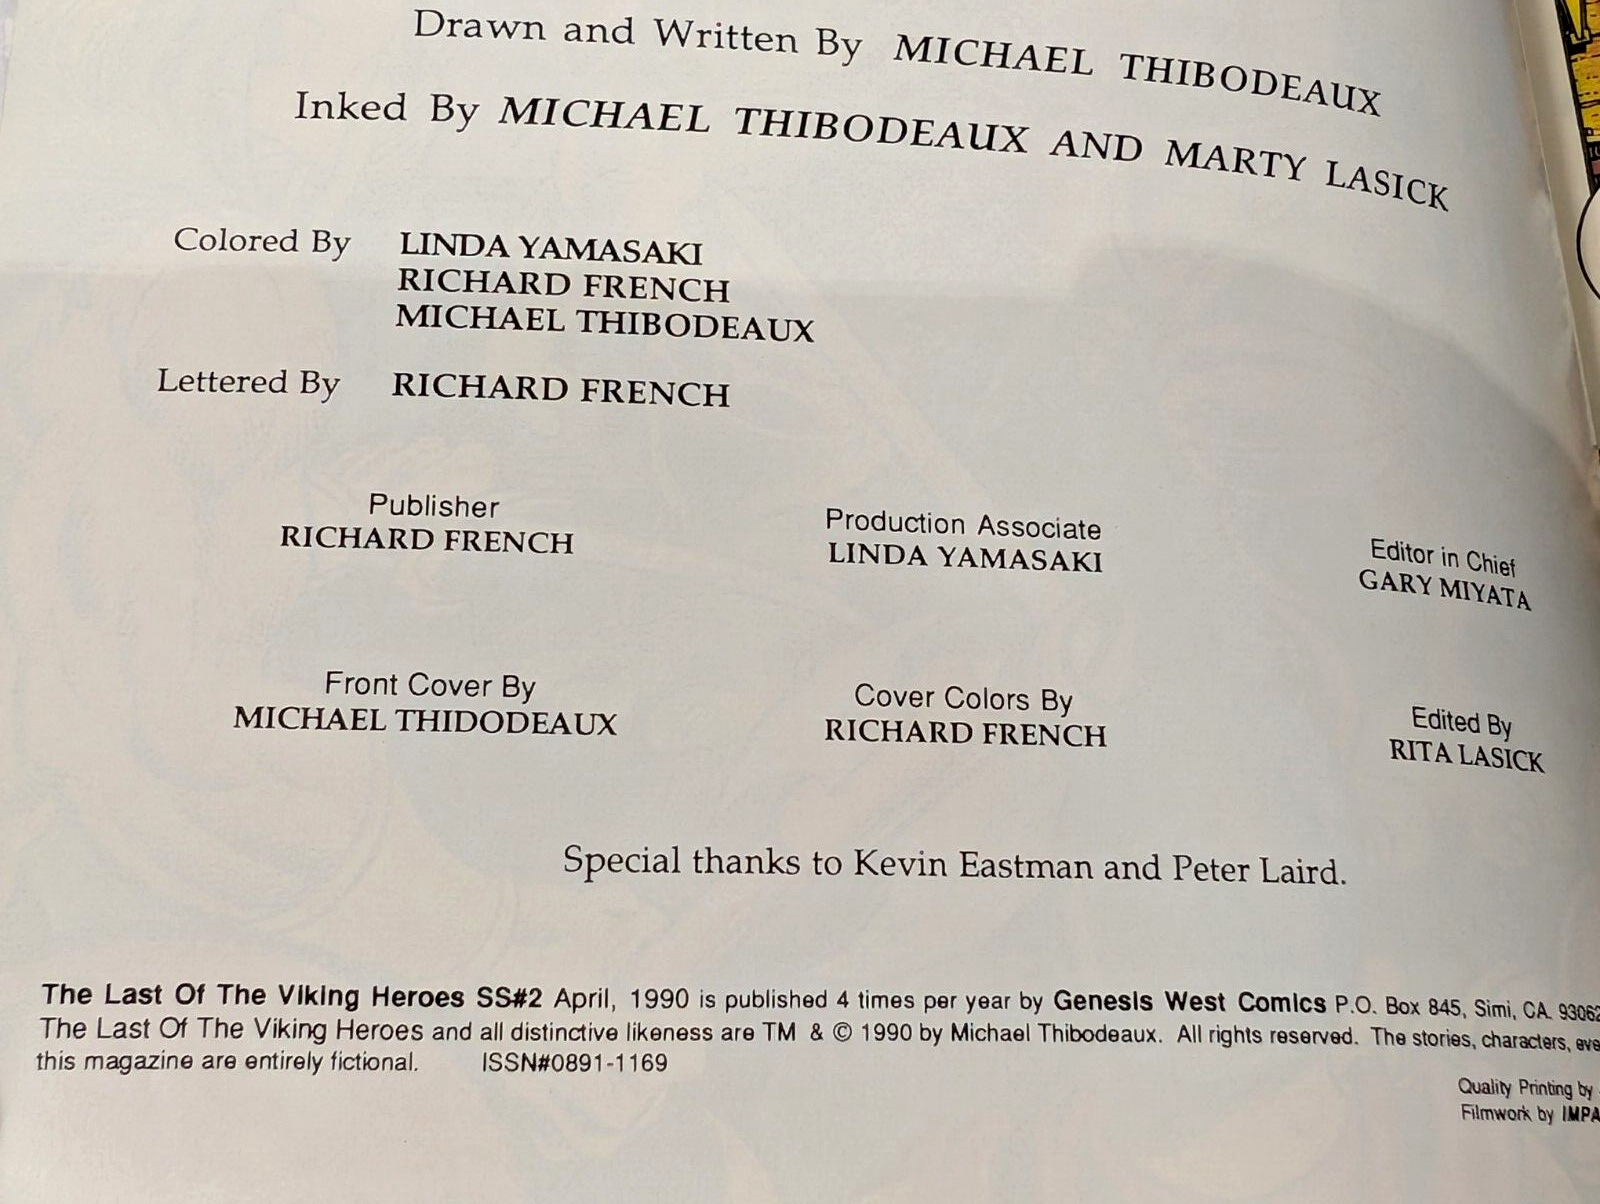 Drawn and Written By MICHAEL THIBODEAUX
Inked By MICHAEL THIBODEAUX AND MARTY LASICK
Colored By LINDA YAMASAKI
RICHARD FRENCH
MICHAEL THIBODEAUX
Lettered By RICHARD FRENCH
Publisher
RICHARD FRENCH
Production Associate
LINDA YAMASAKI
Editor in Chief
GARY MIYATA
Front Cover By
MICHAEL THIDODEAUX
Cover Colors By
RICHARD FRENCH
Edited By
RITA LASICK
Special thanks to Kevin Eastman and Peter Laird.
The Last Of The Viking Heroes SS#2 April, 1990 is published 4 times per year by Genesis West Comics P.O. Box 845, Simi, CA. 93062
The Last Of The Viking Heroes and all distinctive likeness are TM & © 1990 by Michael Thibodeaux. All rights reserved. The stories, characters,
this magazine are entirely fictional. ISSN#0891-1169
Quality Printing by
Filmwork by